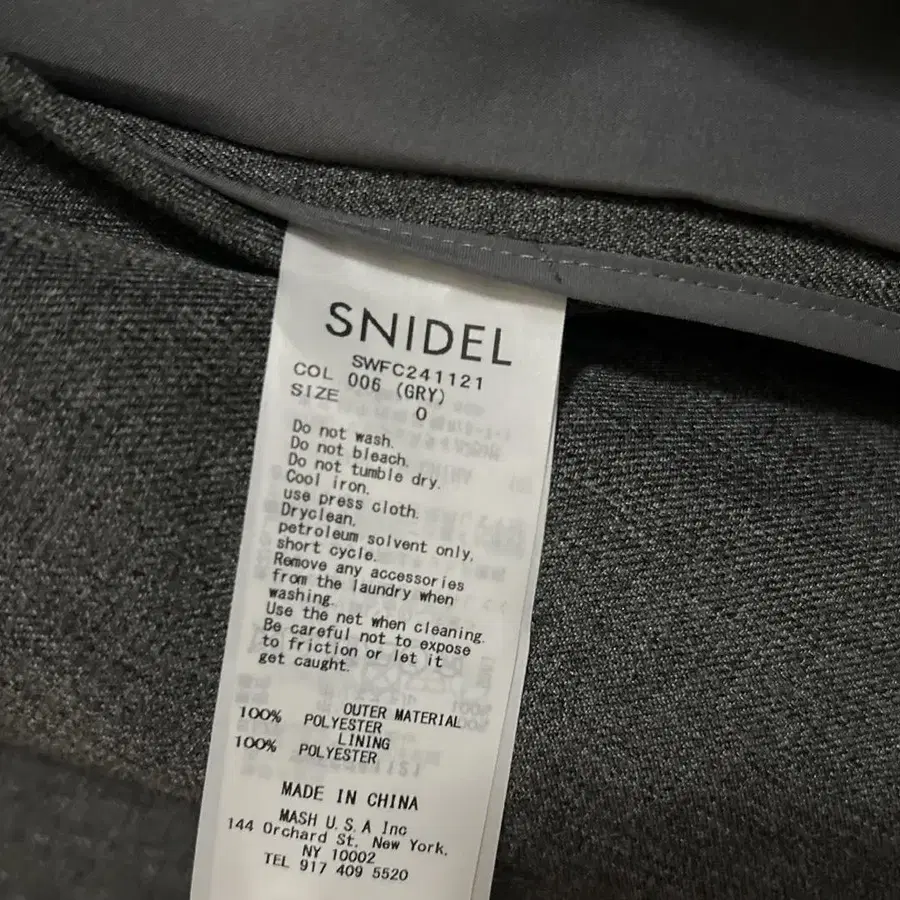 SNIDEL
SWFC241121
COL 006 (GRY)
SIZE 0
Do not wash.
Do not bleach.
Do not tumble dry.
Cool iron,
use press cloth.
Dryclean,
petroleum solvent only,
short cycle.
Remove any accessories
from the laundry when
washing.
Use the net when cleaning.
Be careful not to expose
to friction or let it
get caught.
OUTER MATERIAL
100% POLYESTER
LINING
100% POLYESTER
MADE IN CHINA
MASH U.S.A Inc
144 Orchard St, New York,
NY 10002
TEL 917 409 5520